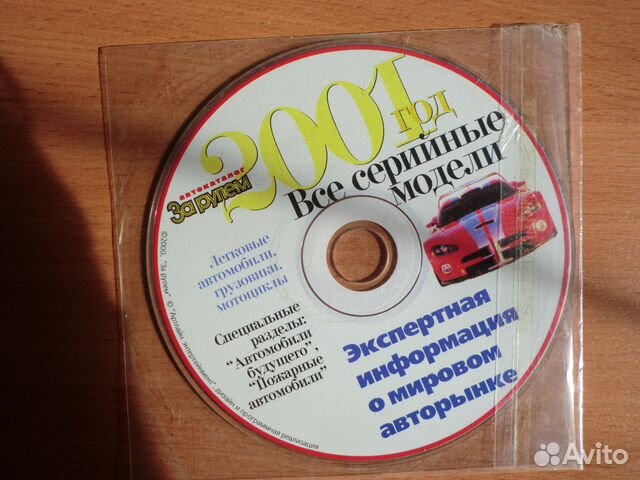 автокаталог
За рулем
2001
год
Все серийные
модели
Легковые
автомобили,
грузовики,
мотоциклы
Специальные
разделы:
"Автомобили
будущего",
"Пожарные
автомобили"
Экспертная
информация
о мировом
авторынке
©2000, "За рулем" © "Артлайн энтертейнмент", дизайн и программная реализация
Avito